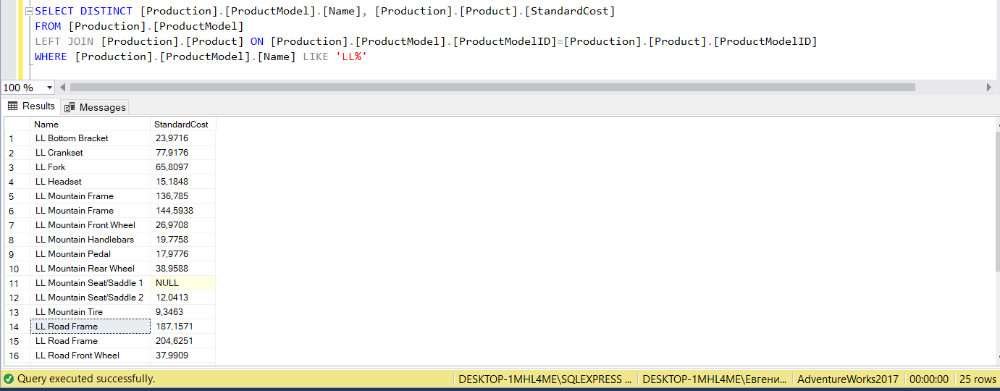 SELECT DISTINCT [Production].[ProductModel].[Name], [Production].[Product].[StandardCost]
FROM [Production].[ProductModel]
LEFT JOIN [Production].[Product] ON [Production].[ProductModel].[ProductModelID]=[Production].[Product].[ProductModelID]
WHERE [Production].[ProductModel].[Name] LIKE 'LL%'
100 %
Results Messages
Name StandardCost
1 LL Bottom Bracket 23,9716
2 LL Crankset 77,9176
3 LL Fork 65,8097
4 LL Headset 15,1848
5 LL Mountain Frame 136,785
6 LL Mountain Frame 144,5938
7 LL Mountain Front Wheel 26,9708
8 LL Mountain Handlebars 19,7758
9 LL Mountain Pedal 17,9776
10 LL Mountain Rear Wheel 38,9588
11 LL Mountain Seat/Saddle 1 NULL
12 LL Mountain Seat/Saddle 2 12,0413
13 LL Mountain Tire 9,3463
14 LL Road Frame 187,1571
15 LL Road Frame 204,6251
16 LL Road Front Wheel 37,9909
Query executed successfully. DESKTOP-1MHL4ME\SQLEXPRESS ... DESKTOP-1MHL4ME\Евгени... AdventureWorks2017 00:00:00 25 rows